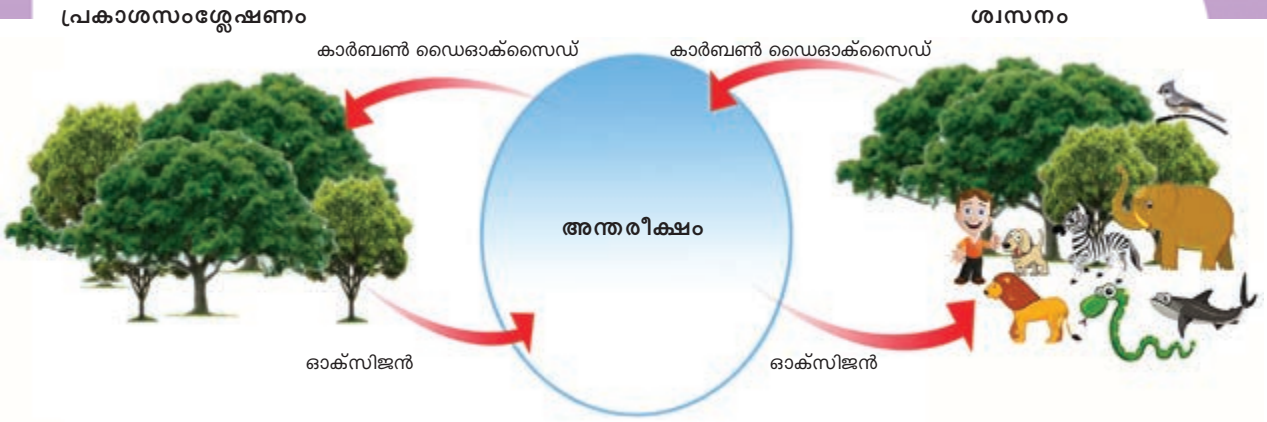 പ്രകാശസംശ്ലേഷണം
ശ്വസനം
കാർബൺ ഡൈഓക്സൈഡ്
കാർബൺ ഡൈഓക്സൈഡ്
അന്തരീക്ഷം
ഓക്സിജൻ
ഓക്സിജൻ